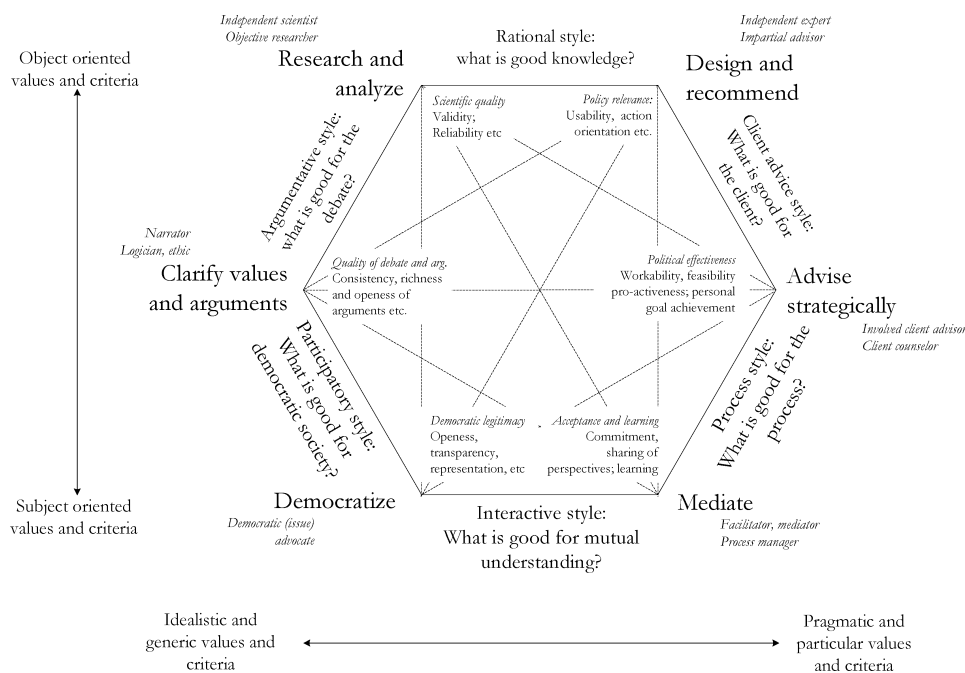 Independent scientist
Objective researcher
Research and
analyze
Rational style:
what is good knowledge?
Independent expert
Impartial advisor
Design and
recommend
Object oriented
values and criteria
Scientific quality
Validity;
Reliability etc
Policy relevance:
Usability, action
orientation etc.
Argumentative style:
what is good for the
debate?
Client advice style:
What is good for
the client?
Narrator
Logician, ethic
Clarify values
and arguments
Quality of debate and arg.
Consistency, richness
and openess of
arguments etc.
Political effectiveness
Workability, feasibility
pro-activeness; personal
goal achievement
Advise
strategically
Involved client advisor
Client counselor
Participatory style:
What is good for
democratic society?
Process style:
What is good for the
process?
Democratic legitimacy
Openess,
transparency,
representation, etc
Acceptance and learning
Commitment,
sharing of
perspectives; learning
Subject oriented
values and criteria
Democratize
Democratic (issue)
advocate
Interactive style:
What is good for mutual
understanding?
Mediate
Facilitator, mediator
Process manager
Idealistic and
generic values and
criteria
Pragmatic and
particular values
and criteria